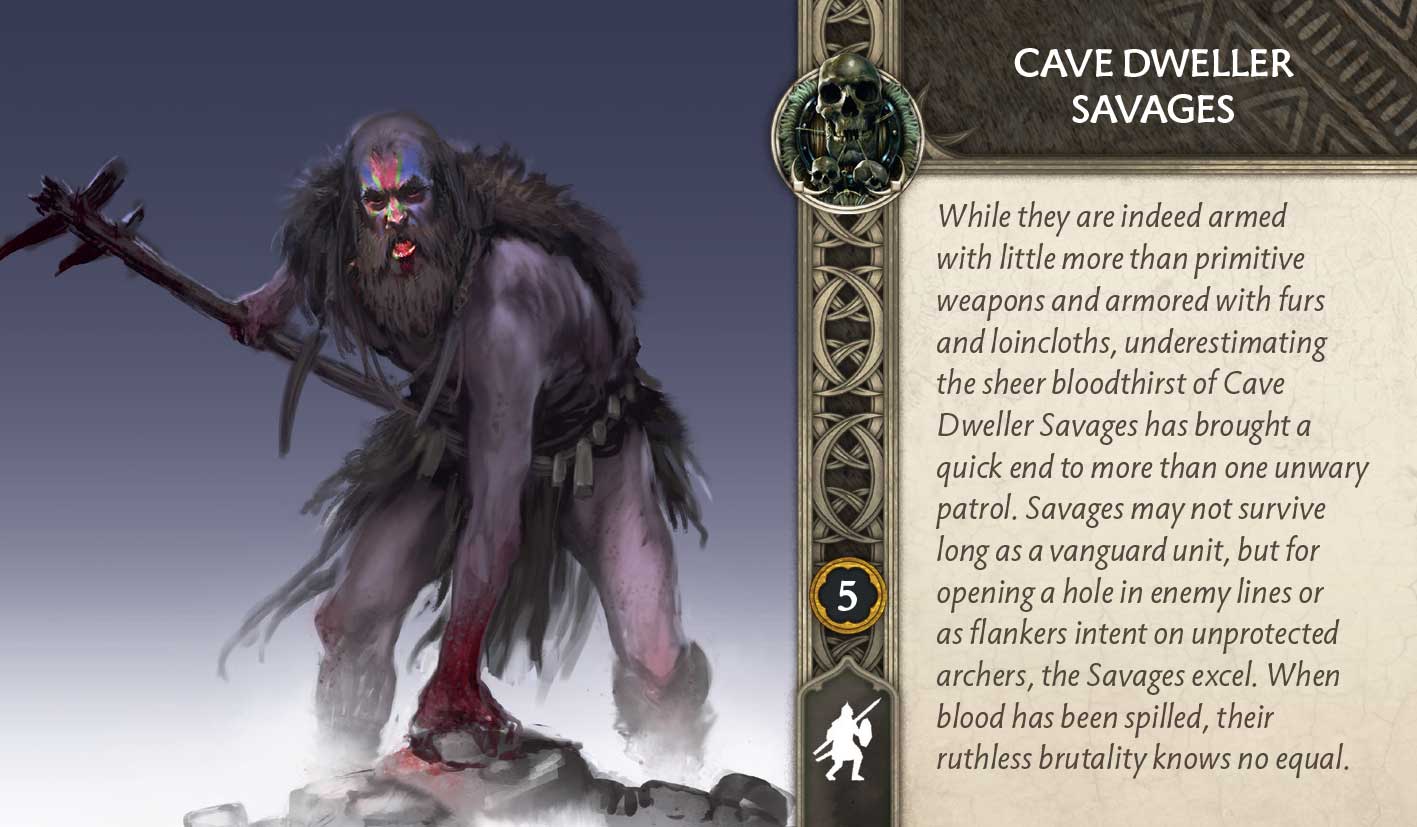 CAVE DWELLER
SAVAGES
While they are indeed armed
with little more than primitive
weapons and armored with furs
and loincloths, underestimating
the sheer bloodthirst of Cave
Dweller Savages has brought a
quick end to more than one unwary
patrol. Savages may not survive
long as a vanguard unit, but for
opening a hole in enemy lines or
as flankers intent on unprotected
archers, the Savages excel. When
blood has been spilled, their
ruthless brutality knows no equal.
5